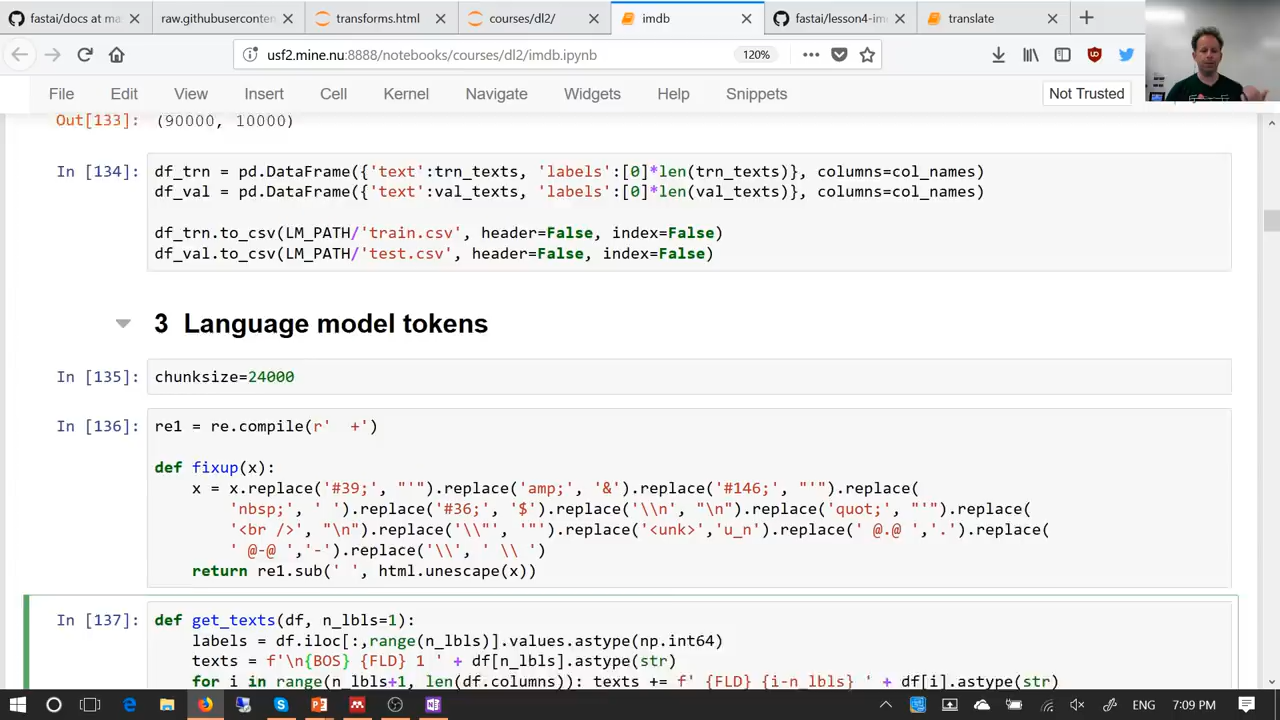 fastai/docs at ma
raw.githubusercontent
transforms.html
courses/dl2/
imdb
fastai/lesson4-im
translate
usf2.mine.nu:8888/notebooks/courses/dl2/imdb.ipynb
120%
File Edit View Insert Cell Kernel Navigate Widgets Help Snippets
Not Trusted
Out[133]: (90000, 10000)
In [134]: df_trn = pd.DataFrame({'text':trn_texts, 'labels':[0]*len(trn_texts)}, columns=col_names)
df_val = pd.DataFrame({'text':val_texts, 'labels':[0]*len(val_texts)}, columns=col_names)
df_trn.to_csv(LM_PATH/'train.csv', header=False, index=False)
df_val.to_csv(LM_PATH/'test.csv', header=False, index=False)
3 Language model tokens
In [135]: chunksize=24000
In [136]: re1 = re.compile(r'  +')
def fixup(x):
x = x.replace('#39;', "'").replace('amp;', '&').replace('#146;', "'").replace(
'nbsp;', ' ').replace('#36;', '$').replace('\\n', "\n").replace('quot;', "'").replace(
'<br />', "\n").replace('\\"', '"').replace('<unk>','u_n').replace(' @.@ ','.').replace(
' @-@ ','-').replace('\\', ' \\ ')
return re1.sub(' ', html.unescape(x))
In [137]: def get_texts(df, n_lbls=1):
labels = df.iloc[:,range(n_lbls)].values.astype(np.int64)
texts = f'\n{BOS} {FLD} 1 ' + df[n_lbls].astype(str)
for i in range(n_lbls+1, len(df.columns)): texts += f' {FLD} {i-n_lbls} ' + df[i].astype(str)
ENG 7:09 PM